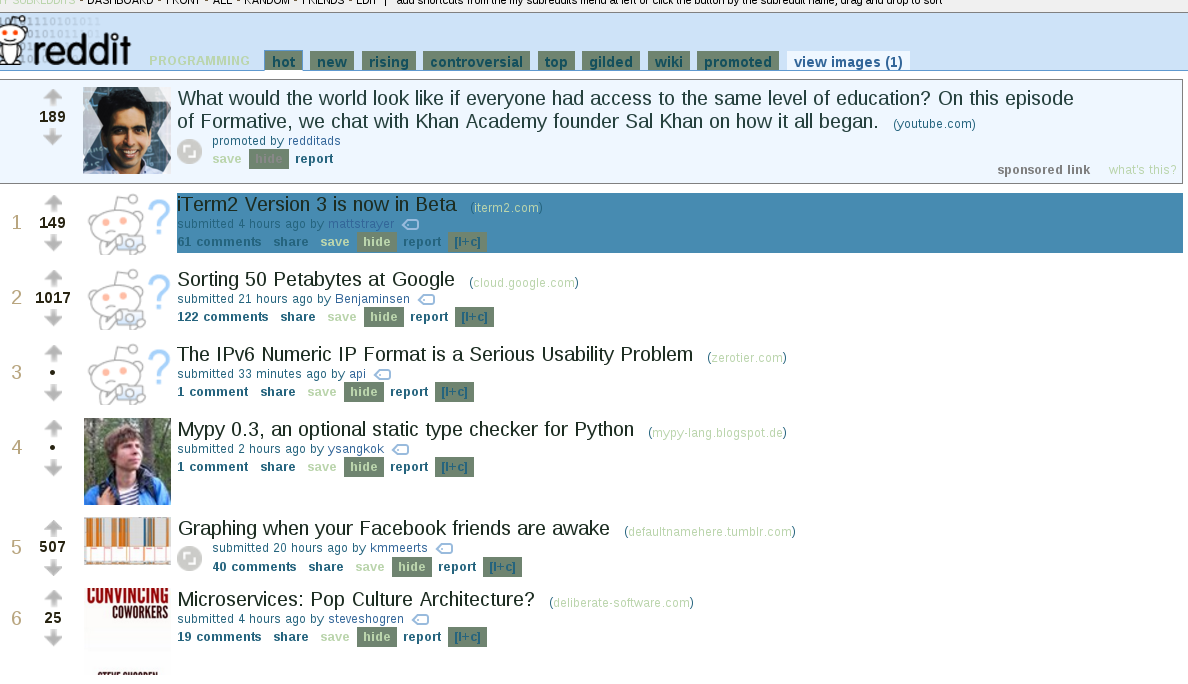 MY SUBREDDITS - DASHBOARD - FRONT - ALL - RANDOM - FRIENDS - EDIT | add shortcuts from the my subreddits menu at left or click the button by the subreddit name, drag and drop to sort
reddit PROGRAMMING hot new rising controversial top gilded wiki promoted view images (1)
What would the world look like if everyone had access to the same level of education? On this episode
189 of Formative, we chat with Khan Academy founder Sal Khan on how it all began. (youtube.com)
promoted by redditads
save hide report
sponsored link what's this?
iTerm2 Version 3 is now in Beta (iterm2.com)
1 149 submitted 4 hours ago by mattstrayer
61 comments share save hide report [l+c]
Sorting 50 Petabytes at Google (cloud.google.com)
2 1017 submitted 21 hours ago by Benjaminsen
122 comments share save hide report [l+c]
The IPv6 Numeric IP Format is a Serious Usability Problem (zerotier.com)
3 • submitted 33 minutes ago by api
1 comment share save hide report [l+c]
Mypy 0.3, an optional static type checker for Python (mypy-lang.blogspot.de)
4 • submitted 2 hours ago by ysangkok
1 comment share save hide report [l+c]
Graphing when your Facebook friends are awake (defaultnamehere.tumblr.com)
5 507 submitted 20 hours ago by kmmeerts
40 comments share save hide report [l+c]
CONVINCING
COWORKERS
Microservices: Pop Culture Architecture? (deliberate-software.com)
6 25 submitted 4 hours ago by steveshogren
19 comments share save hide report [l+c]